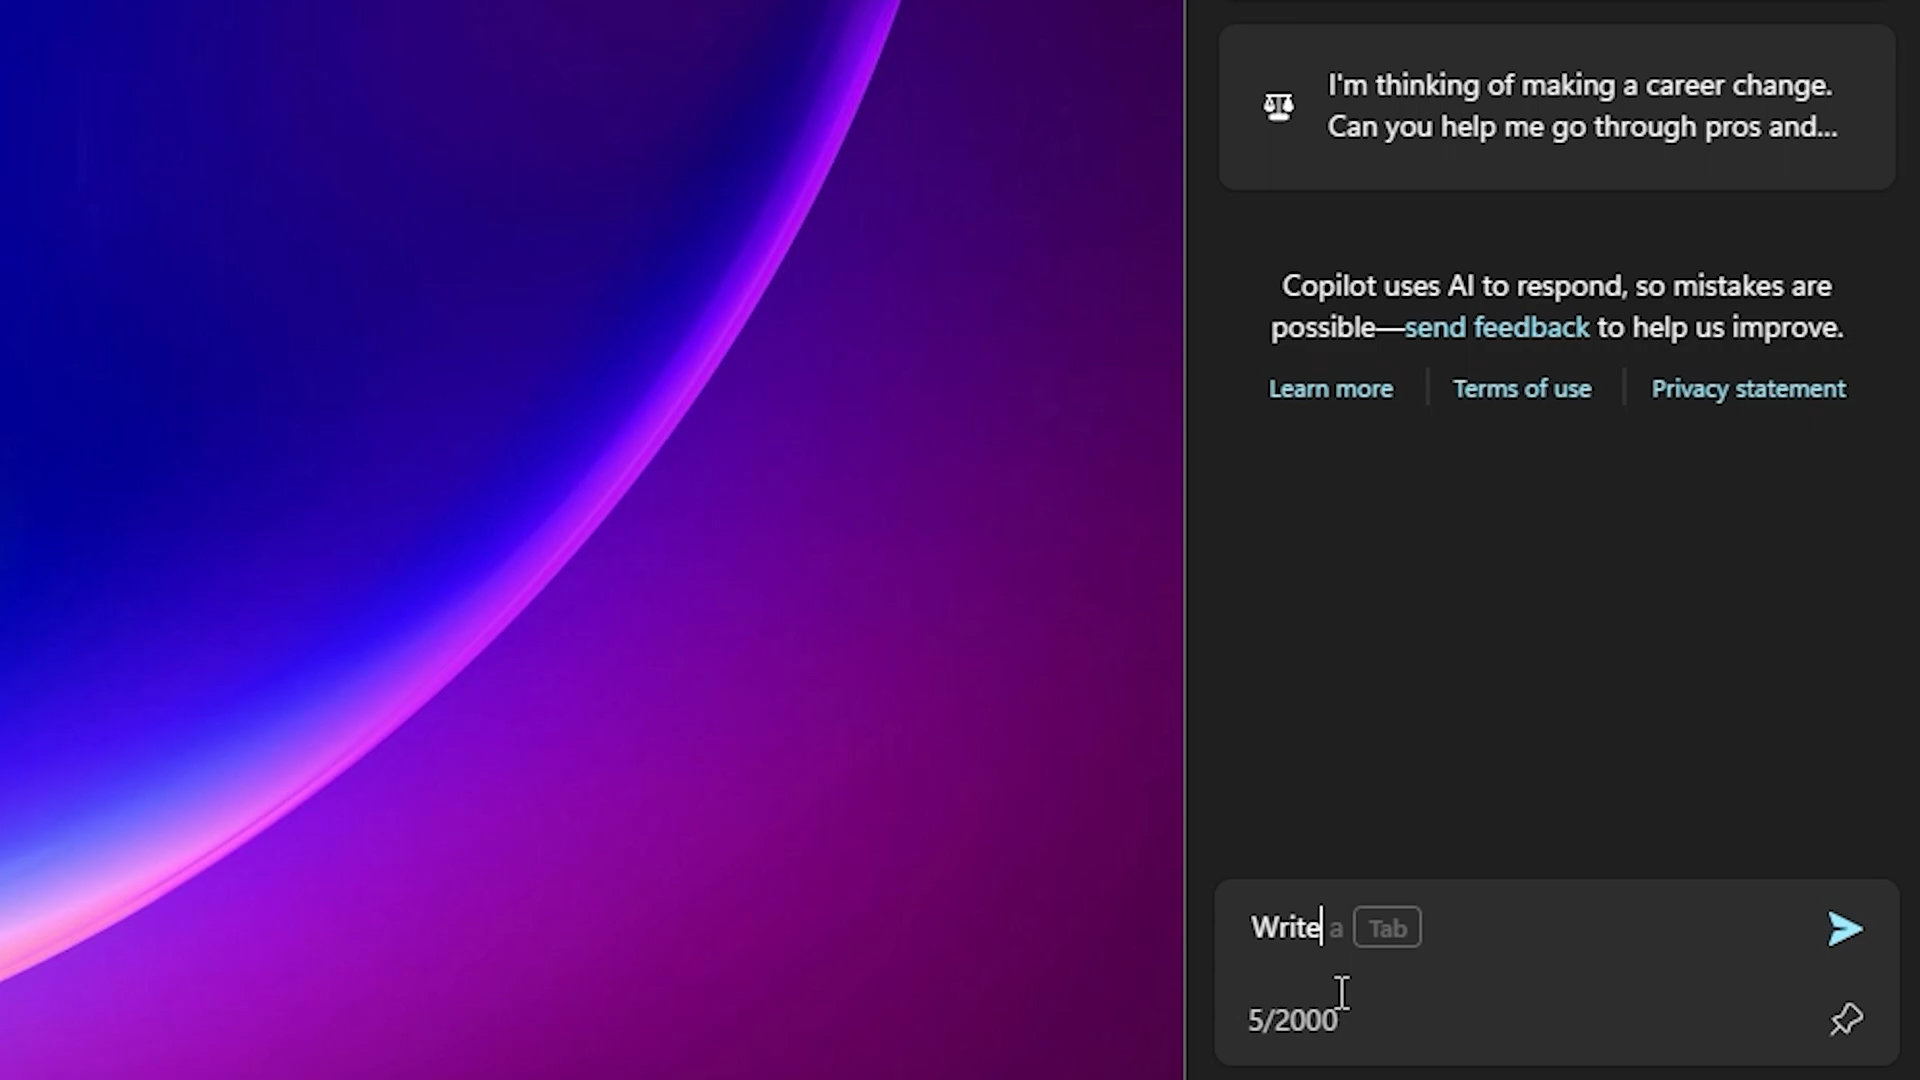 I'm thinking of making a career change.
Can you help me go through pros and...
Copilot uses AI to respond, so mistakes are
possible—send feedback to help us improve.
Learn more Terms of use Privacy statement
Write a Tab
5/2000